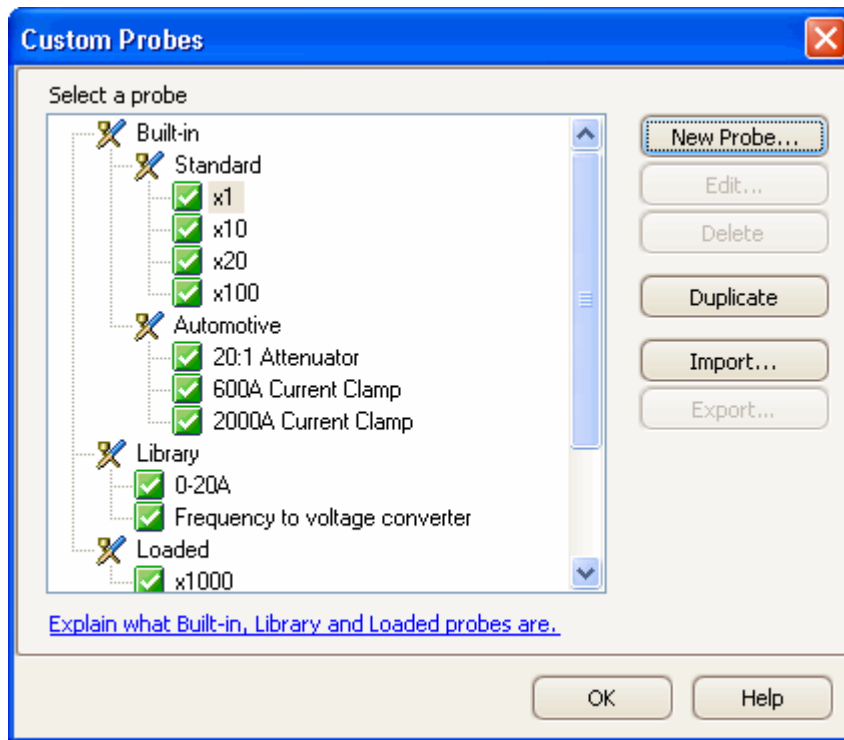 Custom Probes
Select a probe
Built-in
Standard
x1
x10
x20
x100
Automotive
20:1 Attenuator
600A Current Clamp
2000A Current Clamp
Library
0-20A
Frequency to voltage converter
Loaded
x1000
New Probe...
Edit...
Delete
Duplicate
Import...
Export...
Explain what Built-in, Library and Loaded probes are.
OK
Help